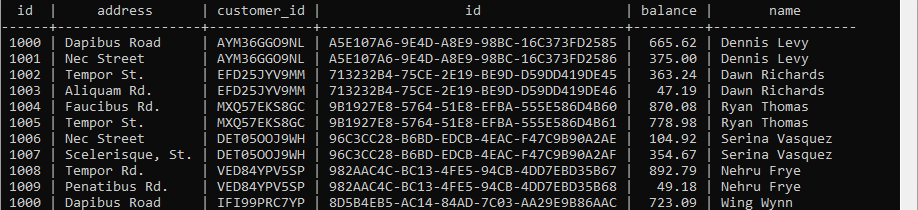 id | address | customer_id | id | balance | name
------+------------------+-------------+--------------------------------------+---------+----------------
1000 | Dapibus Road | AYM36GGO9NL | A5E107A6-9E4D-A8E9-98BC-16C373FD2585 | 665.62 | Dennis Levy
1001 | Nec Street | AYM36GGO9NL | A5E107A6-9E4D-A8E9-98BC-16C373FD2586 | 375.00 | Dennis Levy
1002 | Tempor St. | EFD25JYV9MM | 713232B4-75CE-2E19-BE9D-D59DD419DE45 | 363.24 | Dawn Richards
1003 | Aliquam Rd. | EFD25JYV9MM | 713232B4-75CE-2E19-BE9D-D59DD419DE46 | 47.19 | Dawn Richards
1004 | Faucibus Rd. | MXQ57EKS8GC | 9B1927E8-5764-51E8-EFBA-555E586D4B60 | 870.08 | Ryan Thomas
1005 | Tempor St. | MXQ57EKS8GC | 9B1927E8-5764-51E8-EFBA-555E586D4B61 | 778.98 | Ryan Thomas
1006 | Nec Street | DET05OOJ9WH | 96C3CC28-B6BD-EDCB-4EAC-F47C9B90A2AE | 104.92 | Serina Vasquez
1007 | Scelerisque, St. | DET05OOJ9WH | 96C3CC28-B6BD-EDCB-4EAC-F47C9B90A2AF | 354.67 | Serina Vasquez
1008 | Tempor Rd. | VED84YPV5SP | 982AAC4C-BC13-4FE5-94CB-4DD7EBD35B67 | 892.79 | Nehru Frye
1009 | Penatibus Rd. | VED84YPV5SP | 982AAC4C-BC13-4FE5-94CB-4DD7EBD35B68 | 49.18 | Nehru Frye
1000 | Dapibus Road | IFI99PRC7YP | 8D5B4EB5-AC14-84AD-7C03-AA29E9B86AAC | 723.09 | Wing Wynn